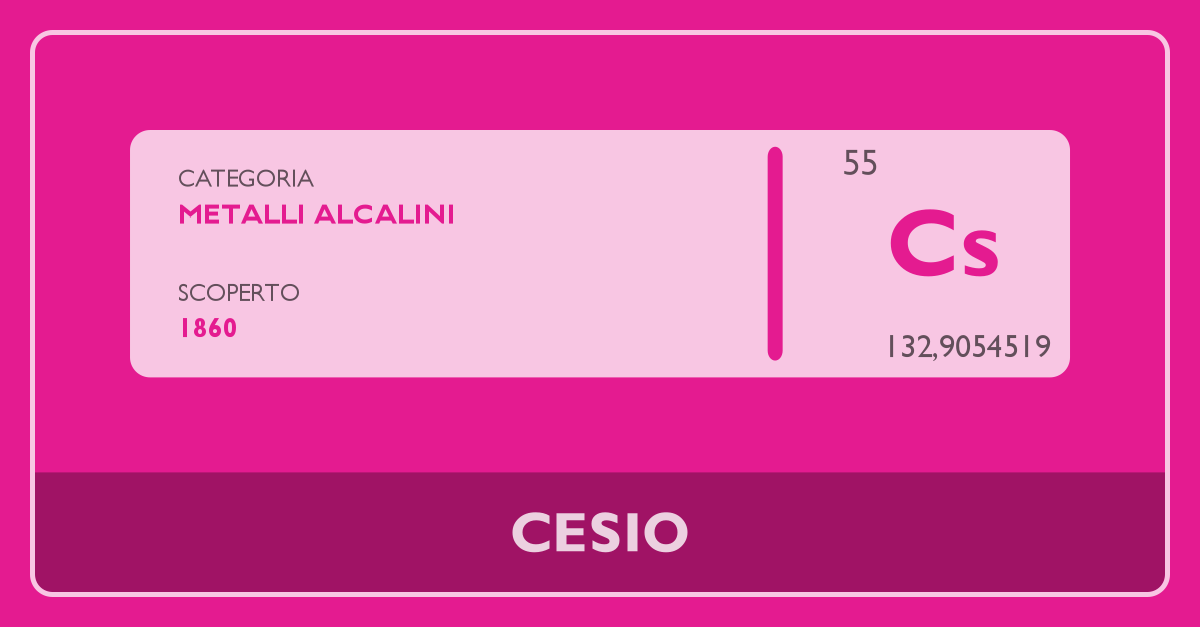 CATEGORIA
METALLI ALCALINI
SCOPERTO
1860
55
Cs
132,9054519
CESIO